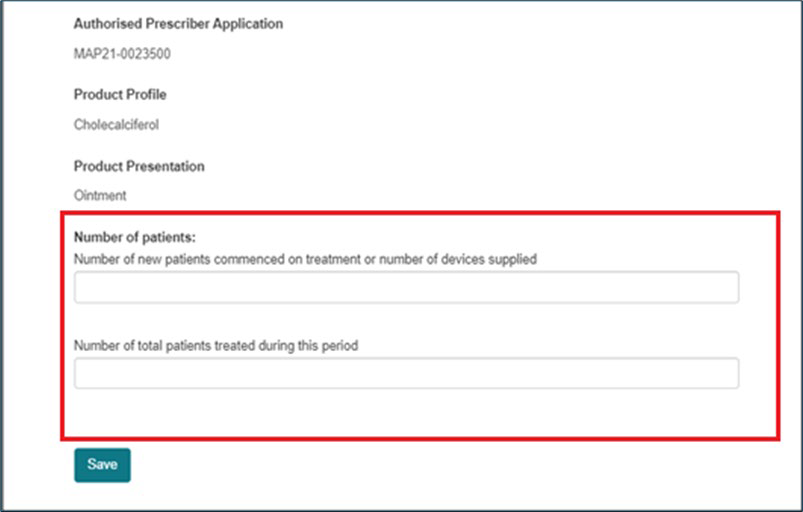 Authorised Prescriber Application
MAP21-0023500
Product Profile
Cholecalciferol
Product Presentation
Ointment
Number of patients:
Number of new patients commenced on treatment or number of devices supplied
Number of total patients treated during this period
Save